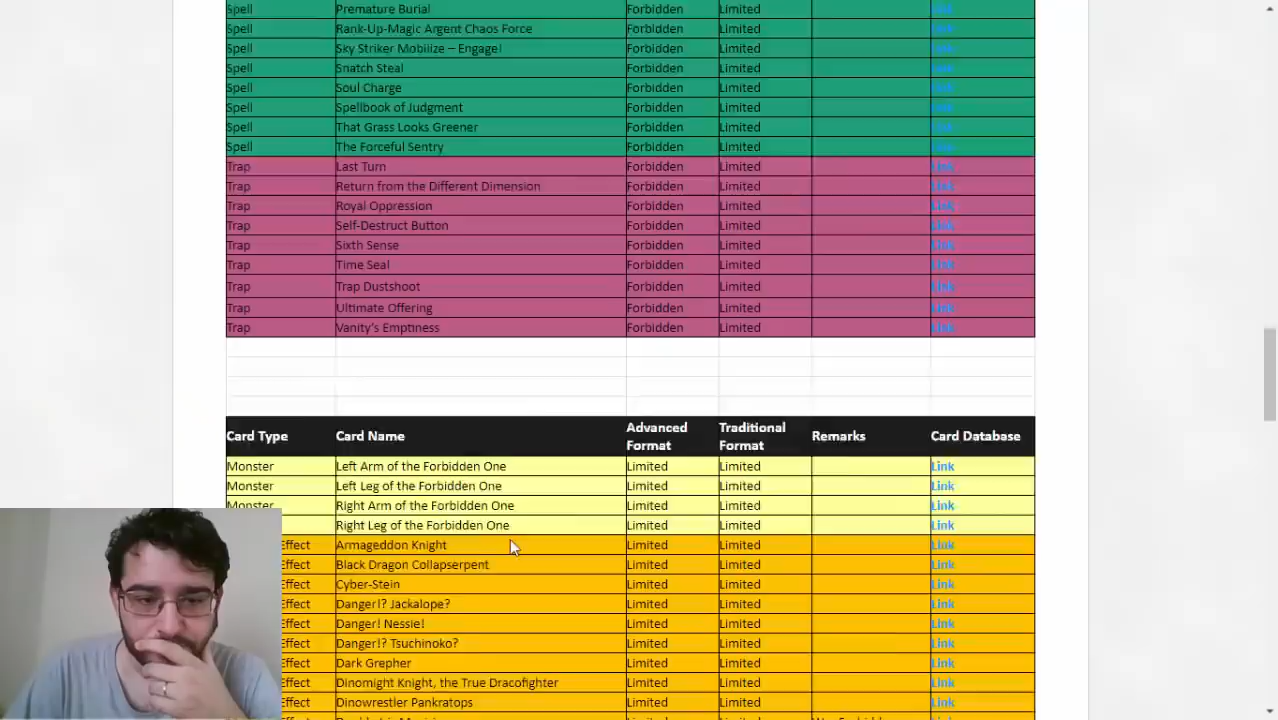 Spell Premature Burial Forbidden Limited Link
Spell Rank-Up-Magic Argent Chaos Force Forbidden Limited Link
Spell Sky Striker Mobilize – Engage! Forbidden Limited Link
Spell Snatch Steal Forbidden Limited Link
Spell Soul Charge Forbidden Limited Link
Spell Spellbook of Judgment Forbidden Limited Link
Spell That Grass Looks Greener Forbidden Limited Link
Spell The Forceful Sentry Forbidden Limited Link
Trap Last Turn Forbidden Limited Link
Trap Return from the Different Dimension Forbidden Limited Link
Trap Royal Oppression Forbidden Limited Link
Trap Self-Destruct Button Forbidden Limited Link
Trap Sixth Sense Forbidden Limited Link
Trap Time Seal Forbidden Limited Link
Trap Trap Dustshoot Forbidden Limited Link
Trap Ultimate Offering Forbidden Limited Link
Trap Vanity's Emptiness Forbidden Limited Link
Card Type Card Name Advanced Format Traditional Format Remarks Card Database
Monster Left Arm of the Forbidden One Limited Limited Link
Monster Left Leg of the Forbidden One Limited Limited Link
Monster Right Arm of the Forbidden One Limited Limited Link
Right Leg of the Forbidden One Limited Limited Link
Effect Armageddon Knight Limited Limited Link
Effect Black Dragon Collapserpent Limited Limited Link
Effect Cyber-Stein Limited Limited Link
Effect Danger!? Jackalope? Limited Limited Link
Effect Danger! Nessie! Limited Limited Link
Effect Danger!? Tsuchinoko? Limited Limited Link
Effect Dark Grepher Limited Limited Link
Effect Dinomight Knight, the True Dracofighter Limited Limited Link
Effect Dinowrestler Pankratops Limited Limited Link